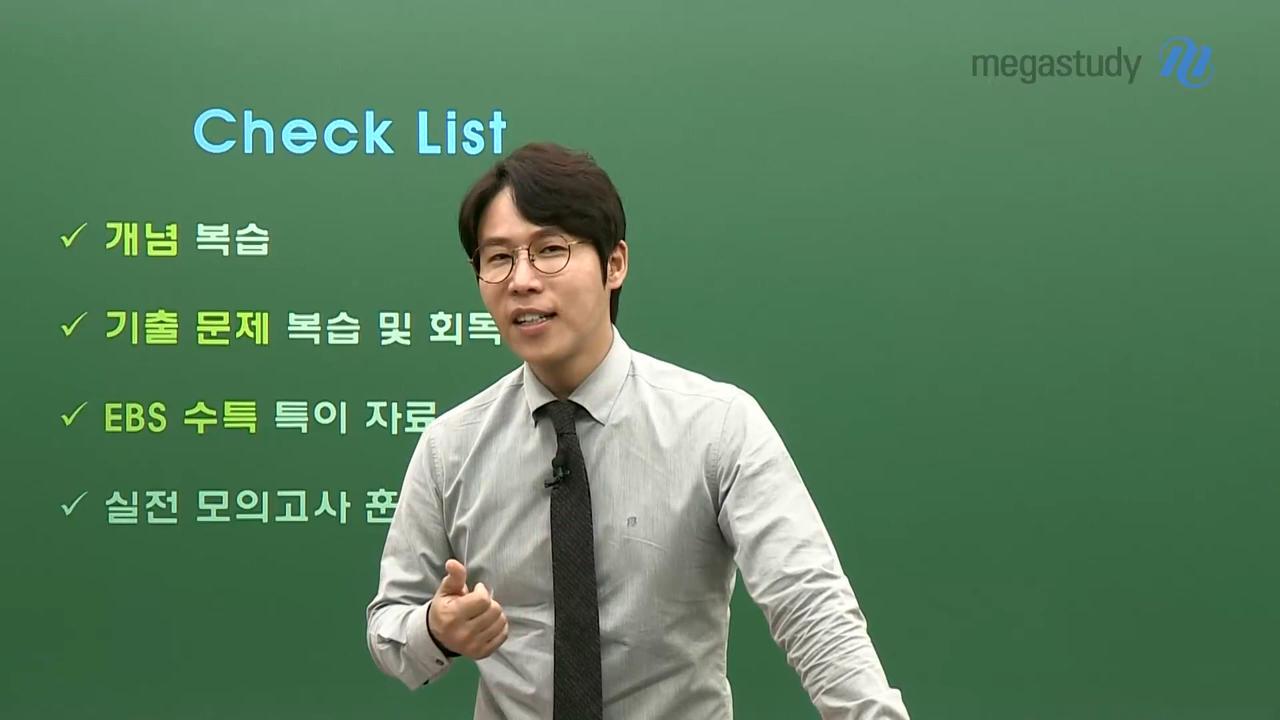 megastudy
Check List
✓ 개념 복습
✓ 기출 문제 복습 및 회독
✓ EBS 수특 특이 자료
✓ 실전 모의고사